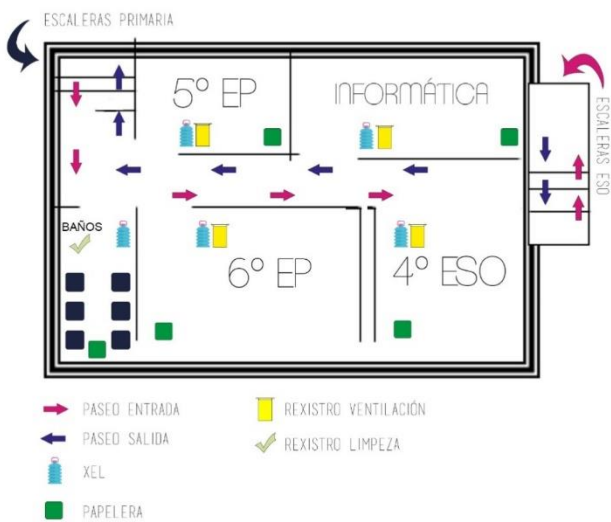 ESCALERAS PRIMARIA
5º EP
INFORMÁTICA
ESCALERAS ESO
BAÑOS
6º EP
4º ESO
PASEO ENTRADA
PASEO SALIDA
XEL
PAPELERA
REXISTRO VENTILACIÓN
REXISTRO LIMPEZA